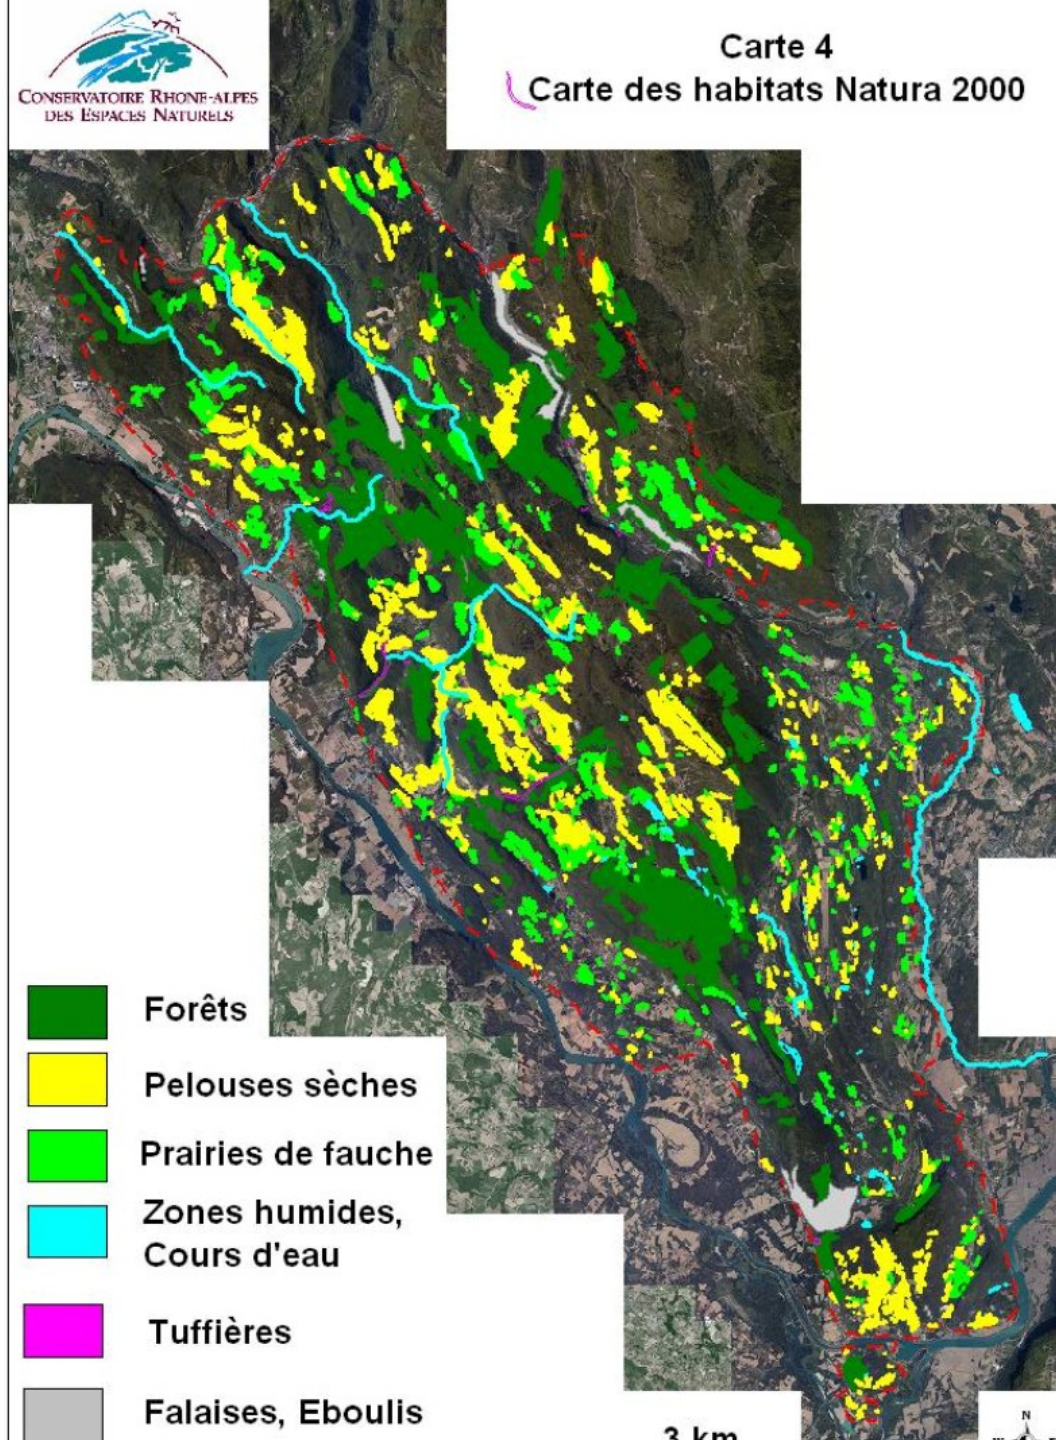 CONSERVATOIRE RHONE-ALPES
DES ESPACES NATURELS
Carte 4
Carte des habitats Natura 2000
Forêts
Pelouses sèches
Prairies de fauche
Zones humides,
Cours d'eau
Tuffières
Falaises, Eboulis
3 km
N